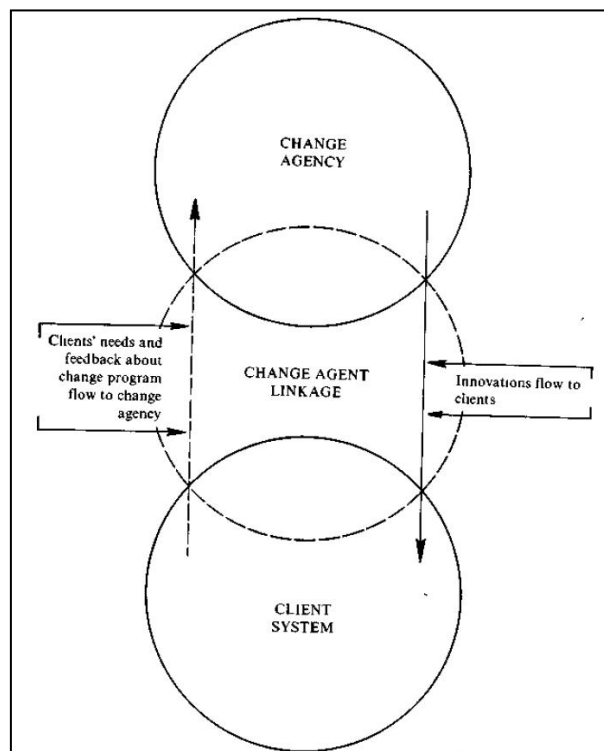 CHANGE
AGENCY
Clients' needs and
feedback about
change program
flow to change
agency
CHANGE AGENT
LINKAGE
Innovations flow to
clients
CLIENT
SYSTEM